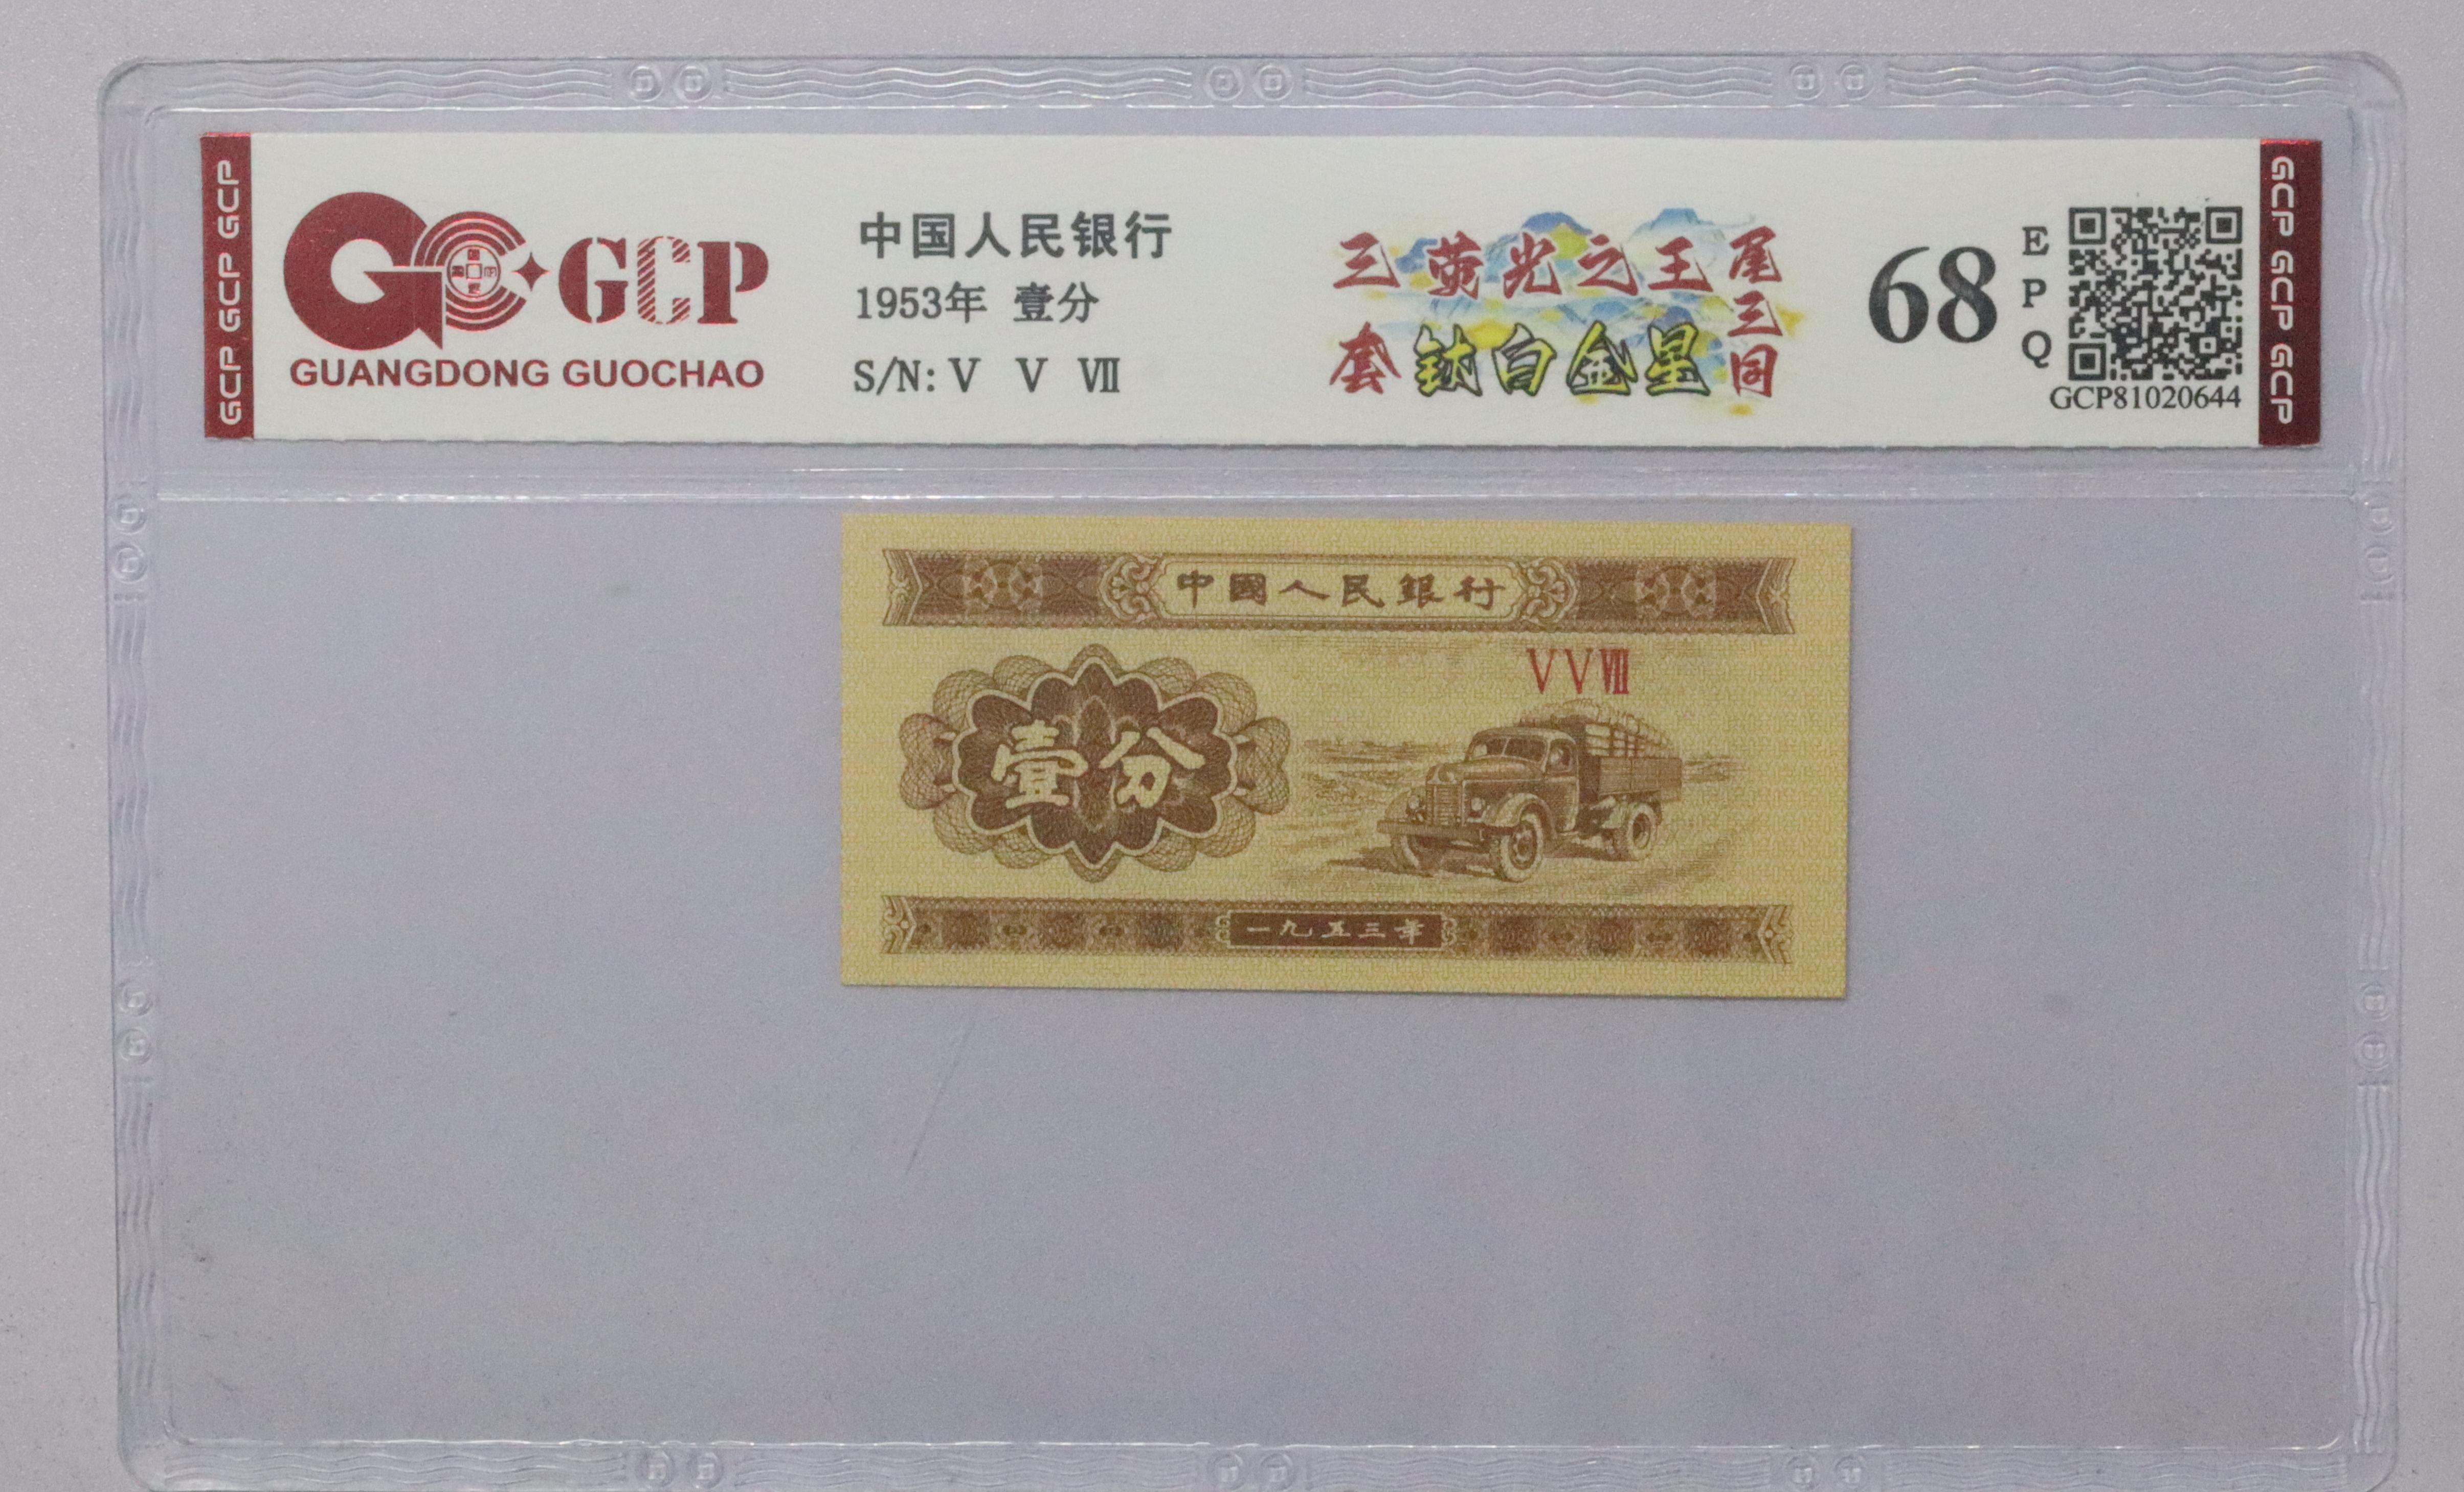 GCP GCP GCP
GCP
GUANGDONG GUOCHAO
中国人民银行
1953年 壹分
S/N: V V Ⅶ
三萤光之王
套钛白金星
尾三同
68
EPQ
GCP81020644
GCP GCP GCP
中國人民銀行
VVⅦ
壹分
一九五三年